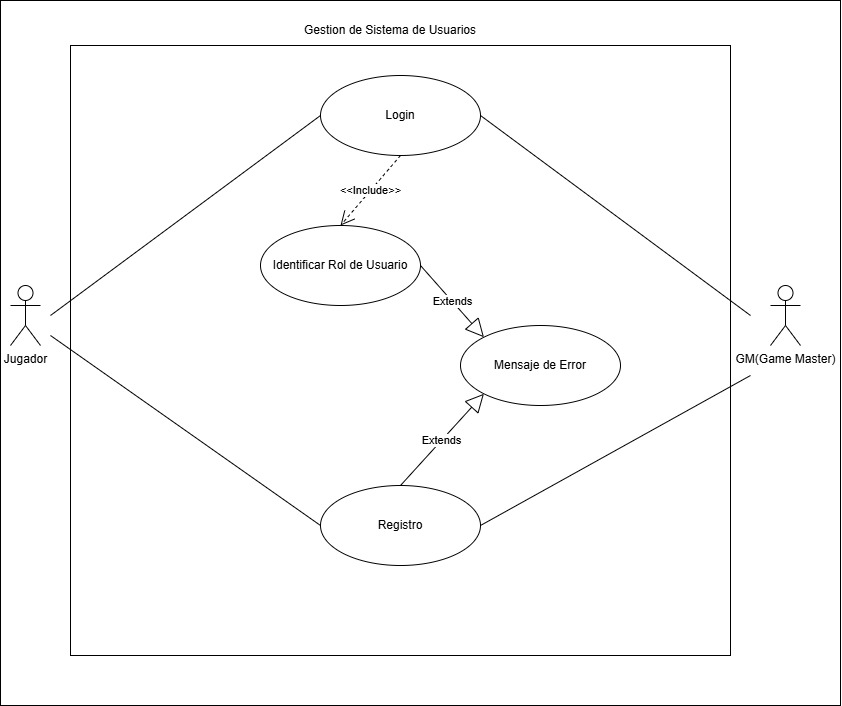 Gestion de Sistema de Usuarios
Login
<<Include>>
Identificar Rol de Usuario
Extends
Jugador
GM(Game Master)
Mensaje de Error
Extends
Registro